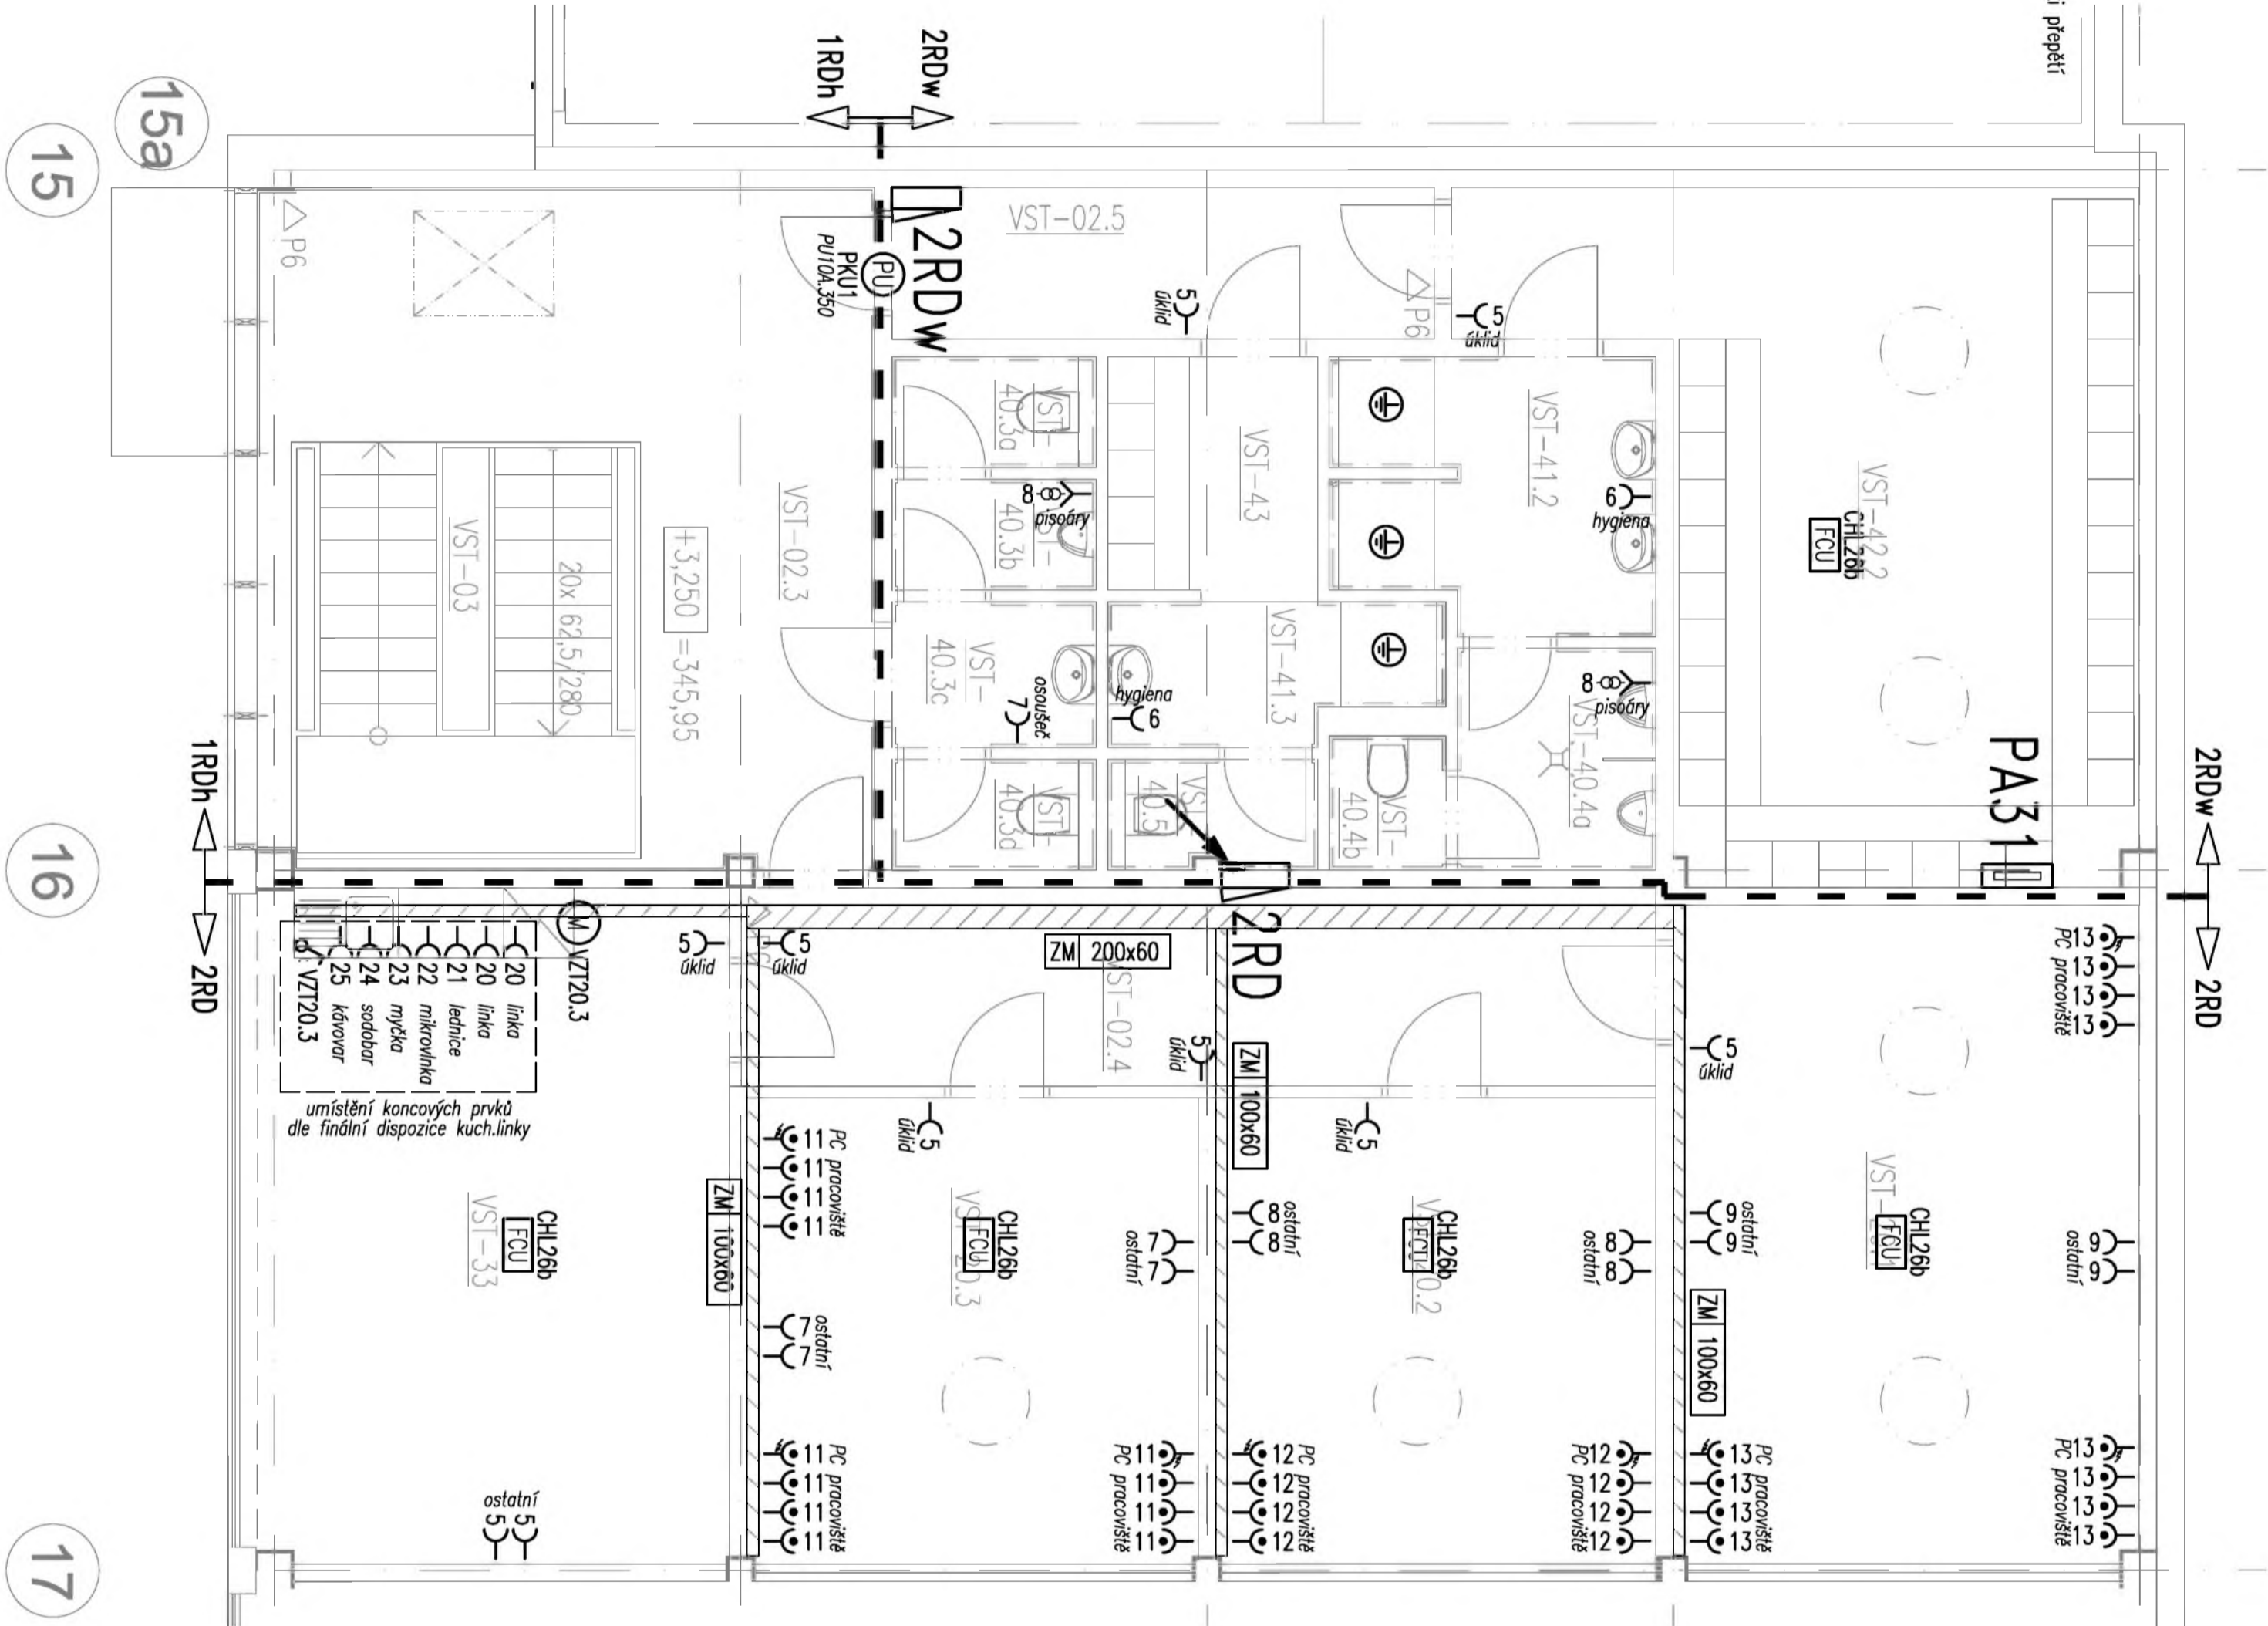 i přepětí
2RDw
1RDh
15a
15
P6
VST-02.5
PU
PKU1
PU10A.350
2RDw
5
úklid
P6
5
úklid
VST-
40.3a
VST-43
VST-41.2
VST-03
20x 62,5/280
+3,250
=345,95
VST-02.3
8
pisoáry
40.3b
6
hygiena
CHL26b
FCU
VST-
40.3c
osoušeč
7
hygiena
6
VST-41.3
8
pisoáry
VST-40.4a
VST-
40.3d
40.5
VST-
40.4b
PA31
2RDw
2RD
1RDh
2RD
16
M
VZT20.3
VZT20.3
25 kávovar
24 sodobar
23 myčka
22 mikrovlnka
21 lednice
20 linka
20 linka
umístění koncových prvků
dle finální dispozice kuch.linky
5
úklid
5
úklid
ZM 200x60
VST-02.4
2RD
5
úklid
ZM 100x60
5
úklid
5
úklid
5
úklid
13
13
13
13
PC pracoviště
11
11
11
11
PC pracoviště
ZM 100x60
VST-33
CHL26b
FCU
CHL26b
FCU
7
7
ostatní
8
8
ostatní
CHL26b
FCU
8
8
ostatní
9
9
ostatní
CHL26b
FCU
9
9
ostatní
ZM 100x60
7
7
ostatní
11
11
11
11
PC pracoviště
11
11
11
11
PC pracoviště
12
12
12
12
PC pracoviště
12
12
12
12
PC pracoviště
13
13
13
13
PC pracoviště
13
13
13
13
PC pracoviště
ostatní
5
5
17